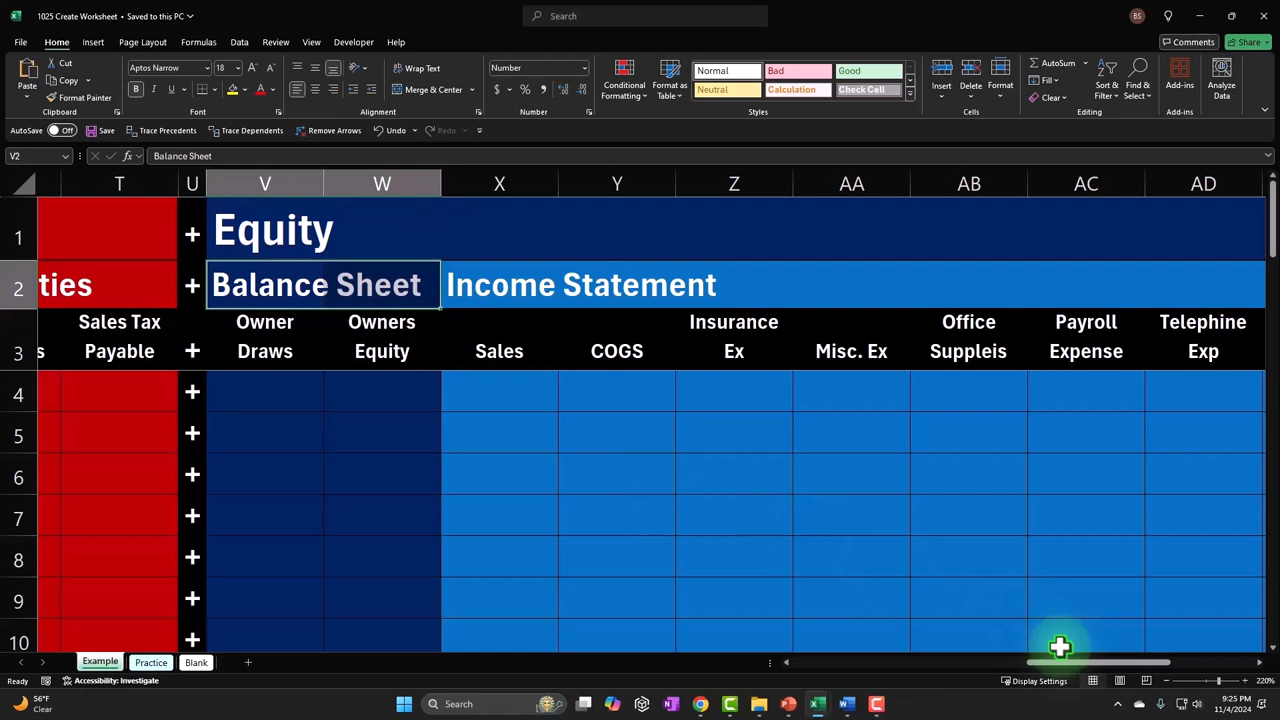 1025 Create Worksheet • Saved to this PC
Search
BS
File Home Insert Page Layout Formulas Data Review View Developer Help
Comments Share
Paste
Cut
Copy
Format Painter
Clipboard
Aptos Narrow 18
B I U
Font
Wrap Text
Merge & Center
Alignment
Number
Number
Conditional Formatting
Format as Table
Normal Bad Good
Neutral Calculation Check Cell
Styles
Insert Delete Format
Cells
AutoSum
Fill
Clear
Sort & Filter
Find & Select
Editing
Add-ins
Add-ins
Analyze Data
AutoSave Off Save Trace Precedents Trace Dependents Remove Arrows Undo Redo
V2 fx Balance Sheet
T U V W X Y Z AA AB AC AD
1 + Equity
2 ties + Balance Sheet Income Statement
Sales Tax Owner Owners Insurance Office Payroll Telephine
3 s Payable + Draws Equity Sales COGS Ex Misc. Ex Suppleis Expense Exp
4 +
5 +
6 +
7 +
8 +
9 +
10 +
Example Practice Blank
Ready Accessibility: Investigate Display Settings 220%
56°F
Clear
Search
9:25 PM
11/4/2024